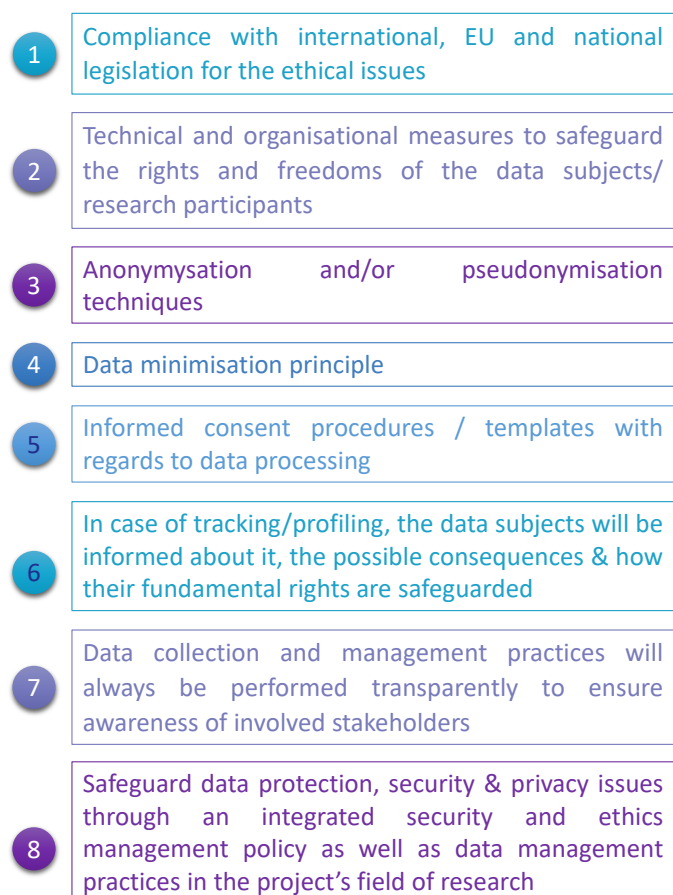 1
Compliance with international, EU and national
legislation for the ethical issues
2
Technical and organisational measures to safeguard
the rights and freedoms of the data subjects/
research participants
3
Anonymysation and/or pseudonymisation
techniques
4
Data minimisation principle
5
Informed consent procedures / templates with
regards to data processing
6
In case of tracking/profiling, the data subjects will be
informed about it, the possible consequences & how
their fundamental rights are safeguarded
7
Data collection and management practices will
always be performed transparently to ensure
awareness of involved stakeholders
8
Safeguard data protection, security & privacy issues
through an integrated security and ethics
management policy as well as data management
practices in the project's field of research